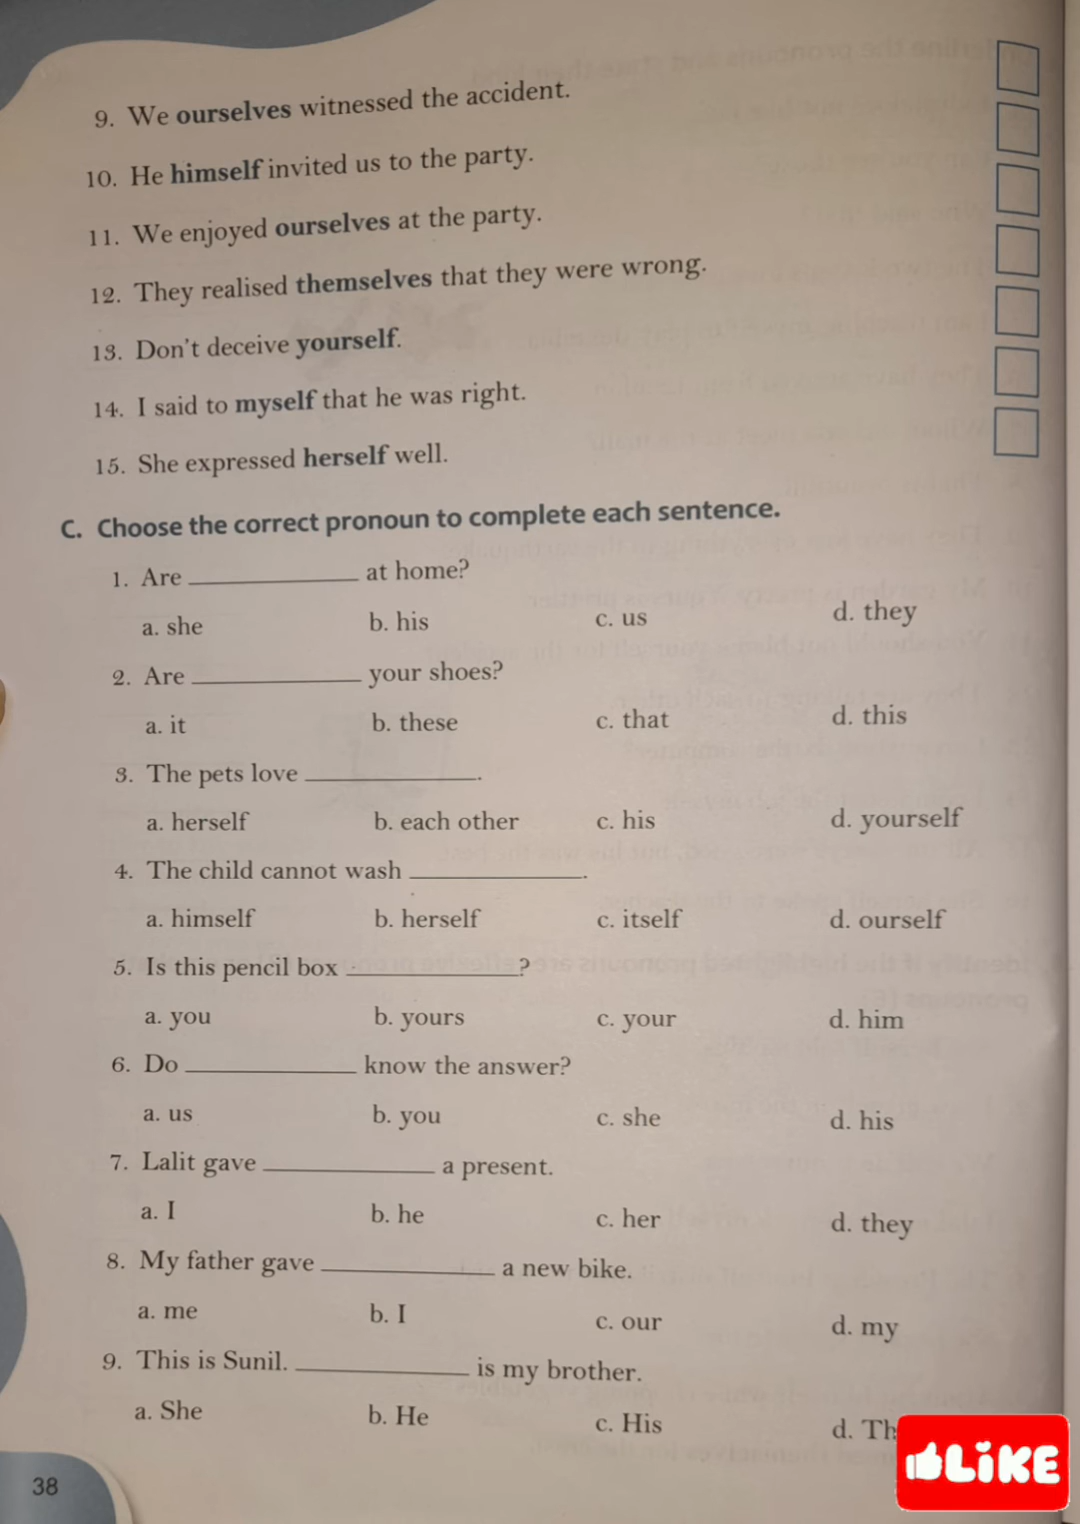 9. We ourselves witnessed the accident.
10. He himself invited us to the party.
11. We enjoyed ourselves at the party.
12. They realised themselves that they were wrong.
13. Don't deceive yourself.
14. I said to myself that he was right.
15. She expressed herself well.
C. Choose the correct pronoun to complete each sentence.
1. Are ____________ at home?
a. she b. his c. us d. they
2. Are ____________ your shoes?
a. it b. these c. that d. this
3. The pets love ____________.
a. herself b. each other c. his d. yourself
4. The child cannot wash ____________.
a. himself b. herself c. itself d. ourself
5. Is this pencil box ____________?
a. you b. yours c. your d. him
6. Do ____________ know the answer?
a. us b. you c. she d. his
7. Lalit gave ____________ a present.
a. I b. he c. her d. they
8. My father gave ____________ a new bike.
a. me b. I c. our d. my
9. This is Sunil. ____________ is my brother.
a. She b. He c. His d.
LiKE
38